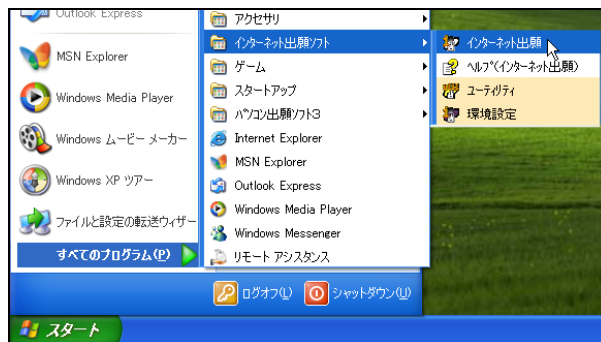 Outlook Express
MSN Explorer
Windows Media Player
Windows ムービー メーカー
Windows XP ツアー
ファイルと設定の転送ウィザー
すべてのプログラム(P)
アクセサリ
インターネット出願ソフト
ゲーム
スタートアップ
パソコン出願ソフト3
Internet Explorer
MSN Explorer
Outlook Express
Windows Media Player
Windows Messenger
リモート アシスタンス
インターネット出願
ヘルプ(インターネット出願)
ユーティリティ
環境設定
ログオフ(L)
シャットダウン(U)
スタート